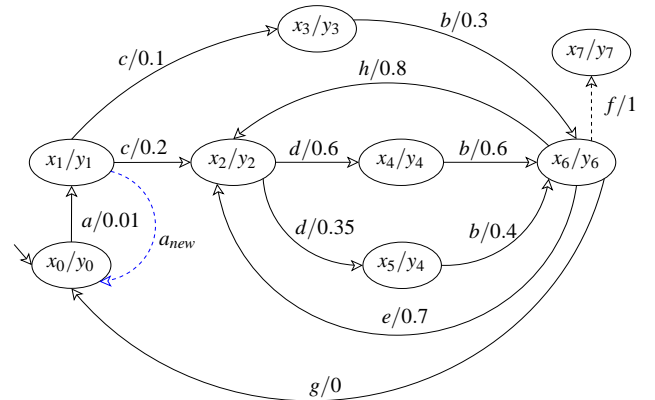 x3/y3
b/0.3
x7/y7
c/0.1
h/0.8
f/1
x1/y1
c/0.2
x2/y2
d/0.6
x4/y4
b/0.6
x6/y6
a/0.01
a_new
d/0.35
b/0.4
x0/y0
x5/y4
e/0.7
g/0